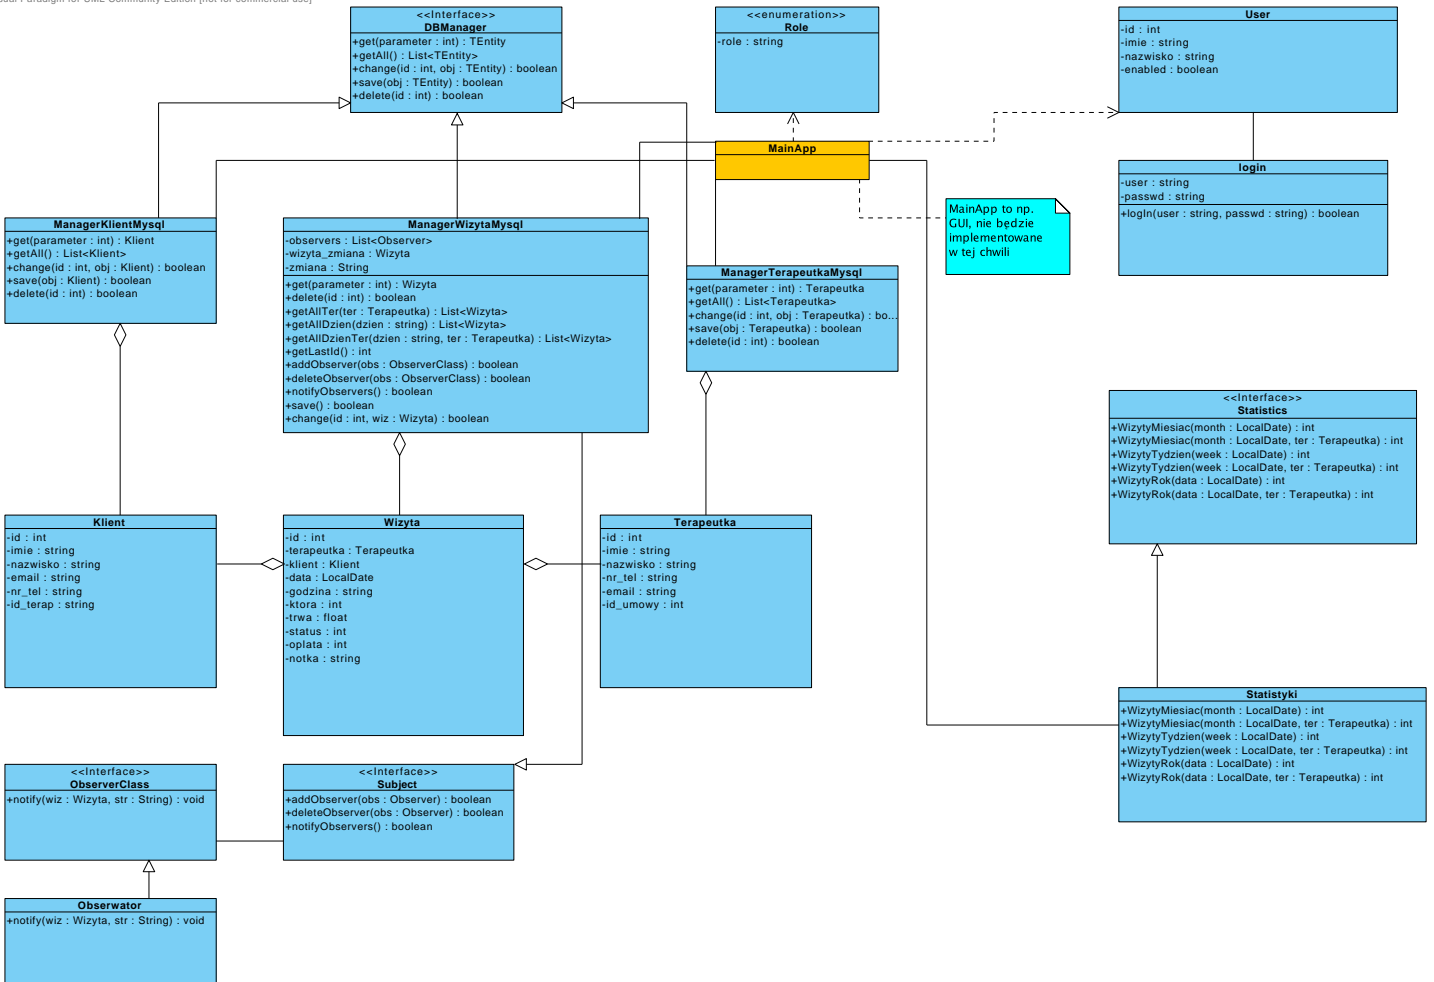 sual Paradigm for UML Community Edition [not for commercial use]
<<Interface>>
DBManager
+get(parameter : int) : TEntity
+getAll() : List<TEntity>
+change(id : int, obj : TEntity) : boolean
+save(obj : TEntity) : boolean
+delete(id : int) : boolean
<<enumeration>>
Role
-role : string
User
-id : int
-imie : string
-nazwisko : string
-enabled : boolean
MainApp
login
-user : string
-passwd : string
+logIn(user : string, passwd : string) : boolean
MainApp to np.
GUI, nie będzie
implementowane
w tej chwili
ManagerKlientMysql
+get(parameter : int) : Klient
+getAll() : List<Klient>
+change(id : int, obj : Klient) : boolean
+save(obj : Klient) : boolean
+delete(id : int) : boolean
ManagerWizytaMysql
-observers : List<Observer>
-wizyta_zmiana : Wizyta
-zmiana : String
+get(parameter : int) : Wizyta
+delete(id : int) : boolean
+getAllTer(ter : Terapeutka) : List<Wizyta>
+getAllDzien(dzien : string) : List<Wizyta>
+getAllDzienTer(dzien : string, ter : Terapeutka) : List<Wizyta>
+getLastId() : int
+addObserver(obs : ObserverClass) : boolean
+deleteObserver(obs : ObserverClass) : boolean
+notifyObservers() : boolean
+save() : boolean
+change(id : int, wiz : Wizyta) : boolean
ManagerTerapeutkaMysql
+get(parameter : int) : Terapeutka
+getAll() : List<Terapeutka>
+change(id : int, obj : Terapeutka) : bo...
+save(obj : Terapeutka) : boolean
+delete(id : int) : boolean
<<Interface>>
Statistics
+WizytyMiesiac(month : LocalDate) : int
+WizytyMiesiac(month : LocalDate, ter : Terapeutka) : int
+WizytyTydzien(week : LocalDate) : int
+WizytyTydzien(week : LocalDate, ter : Terapeutka) : int
+WizytyRok(data : LocalDate) : int
+WizytyRok(data : LocalDate, ter : Terapeutka) : int
Klient
-id : int
-imie : string
-nazwisko : string
-email : string
-nr_tel : string
-id_terap : string
Wizyta
-id : int
-terapeutka : Terapeutka
-klient : Klient
-data : LocalDate
-godzina : string
-ktora : int
-trwa : float
-status : int
-oplata : int
-notka : string
Terapeutka
-id : int
-imie : string
-nazwisko : string
-nr_tel : string
-email : string
-id_umowy : int
Statistyki
+WizytyMiesiac(month : LocalDate) : int
+WizytyMiesiac(month : LocalDate, ter : Terapeutka) : int
+WizytyTydzien(week : LocalDate) : int
+WizytyTydzien(week : LocalDate, ter : Terapeutka) : int
+WizytyRok(data : LocalDate) : int
+WizytyRok(data : LocalDate, ter : Terapeutka) : int
<<Interface>>
ObserverClass
+notify(wiz : Wizyta, str : String) : void
<<Interface>>
Subject
+addObserver(obs : Observer) : boolean
+deleteObserver(obs : Observer) : boolean
+notifyObservers() : boolean
Obserwator
+notify(wiz : Wizyta, str : String) : void